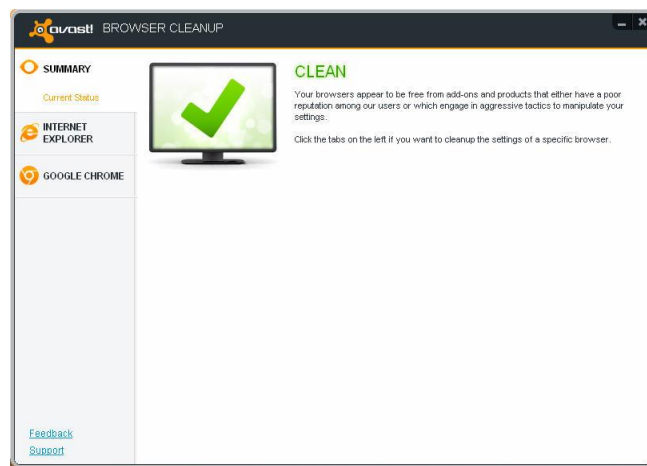 avast! BROWSER CLEANUP
SUMMARY
Current Status
INTERNET
EXPLORER
GOOGLE CHROME
CLEAN
Your browsers appear to be free from add-ons and products that either have a poor
reputation among our users or which engage in aggressive tactics to manipulate your
settings.
Click the tabs on the left if you want to cleanup the settings of a specific browser.
Feedback
Support